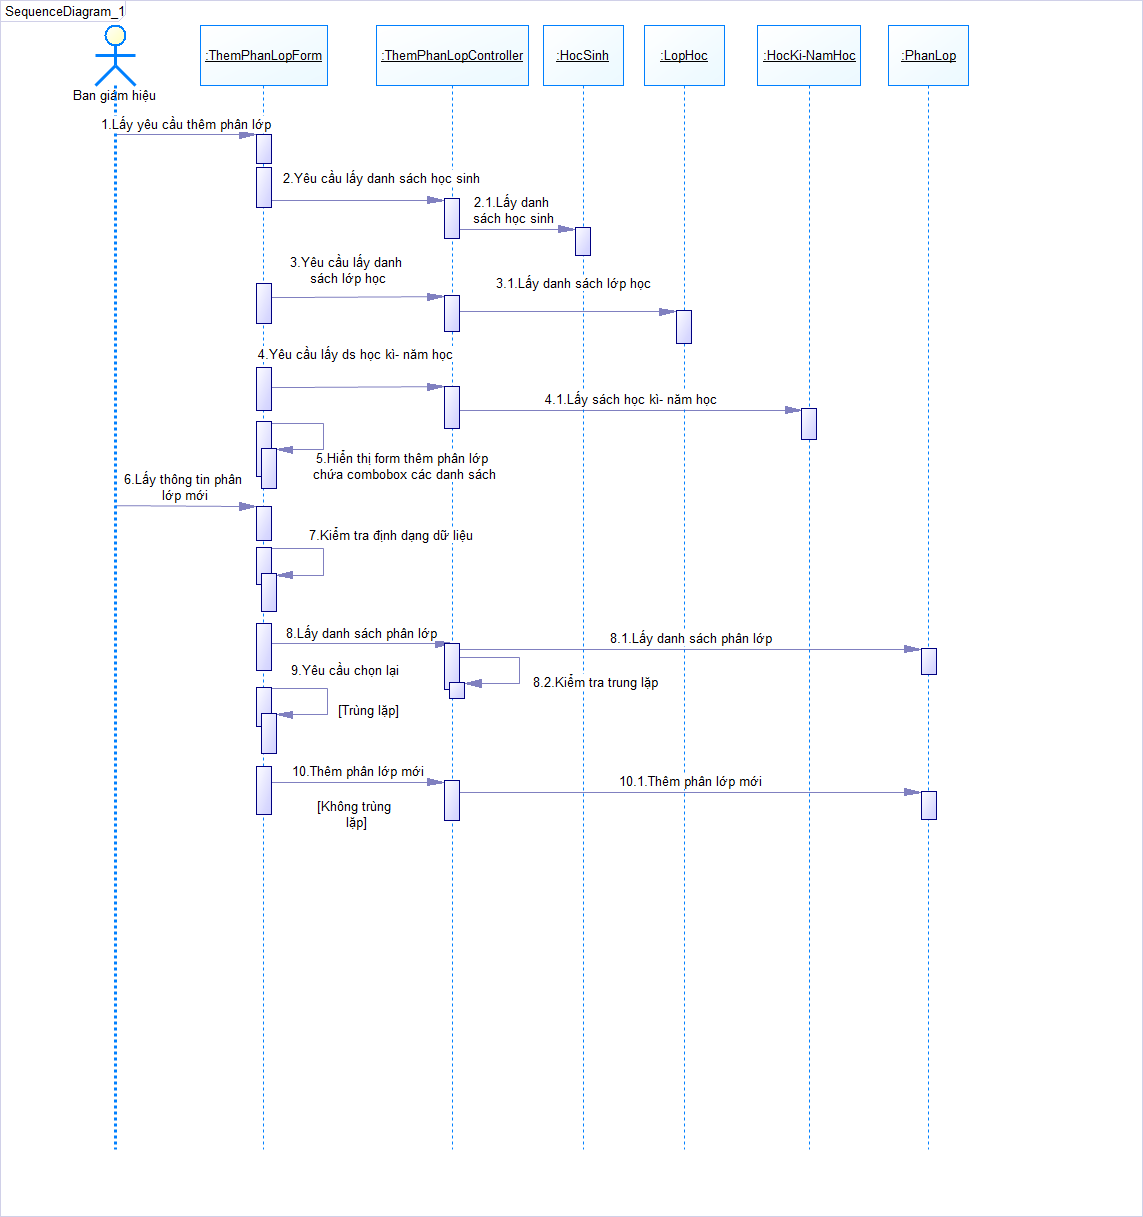 SequenceDiagram_1
Ban giám hiệu
:ThemPhanLopForm
:ThemPhanLopController
:HocSinh
:LopHoc
:HocKi-NamHoc
:PhanLop
1.Lấy yêu cầu thêm phân lớp
2.Yêu cầu lấy danh sách học sinh
2.1.Lấy danh
sách học sinh
3.Yêu cầu lấy danh
sách lớp học
3.1.Lấy danh sách lớp học
4.Yêu cầu lấy ds học kì- năm học
4.1.Lấy sách học kì- năm học
5.Hiển thị form thêm phân lớp
chứa combobox các danh sách
6.Lấy thông tin phân
lớp mới
7.Kiểm tra định dạng dữ liệu
8.Lấy danh sách phân lớp
8.1.Lấy danh sách phân lớp
8.2.Kiểm tra trung lặp
9.Yêu cầu chọn lại
[Trùng lặp]
10.Thêm phân lớp mới
[Không trùng
lặp]
10.1.Thêm phân lớp mới